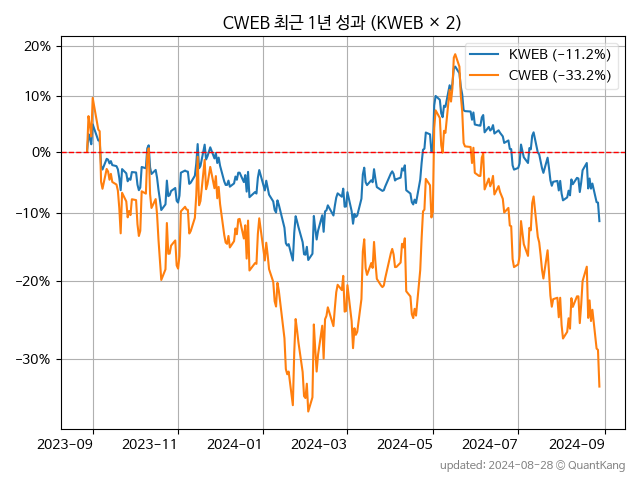 CWEB 최근 1년 성과 (KWEB × 2)
KWEB (−11.2%)
CWEB (−33.2%)
20%
10%
0%
−10%
−20%
−30%
2023-09 2023-11 2024-01 2024-03 2024-05 2024-07 2024-09
updated: 2024-08-28 © QuantKang